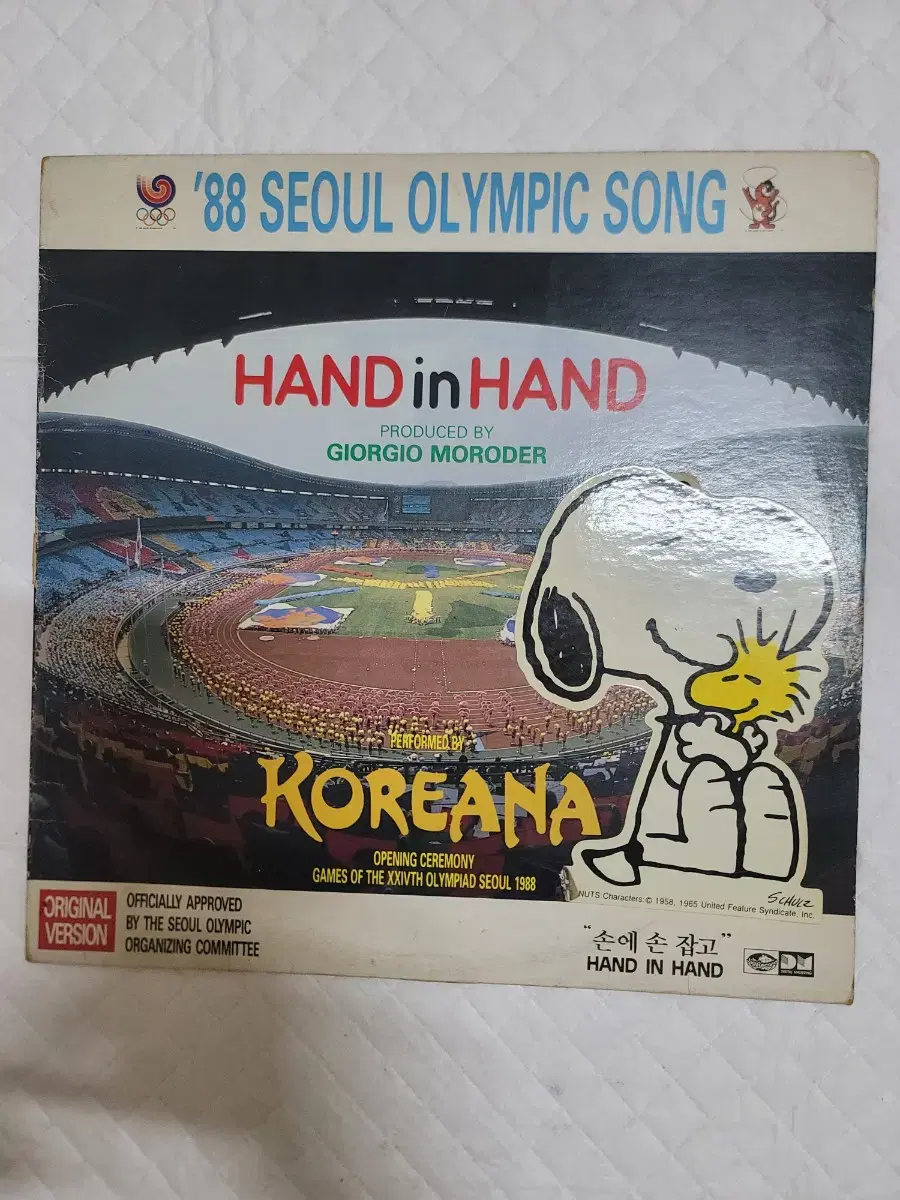 '88 SEOUL OLYMPIC SONG
HAND in HAND
PRODUCED BY
GIORGIO MORODER
PERFORMED BY
KOREANA
OPENING CEREMONY
GAMES OF THE XXIVTH OLYMPIAD SEOUL 1988
SCHULZ
NUTS Characters: © 1958, 1965 United Feature Syndicate, Inc.
ORIGINAL
VERSION
OFFICIALLY APPROVED
BY THE SEOUL OLYMPIC
ORGANIZING COMMITTEE
"손에 손 잡고"
HAND IN HAND
DM